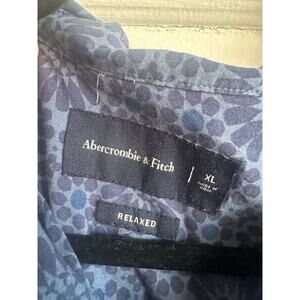 Abercrombie & Fitch
XL
RELAXED